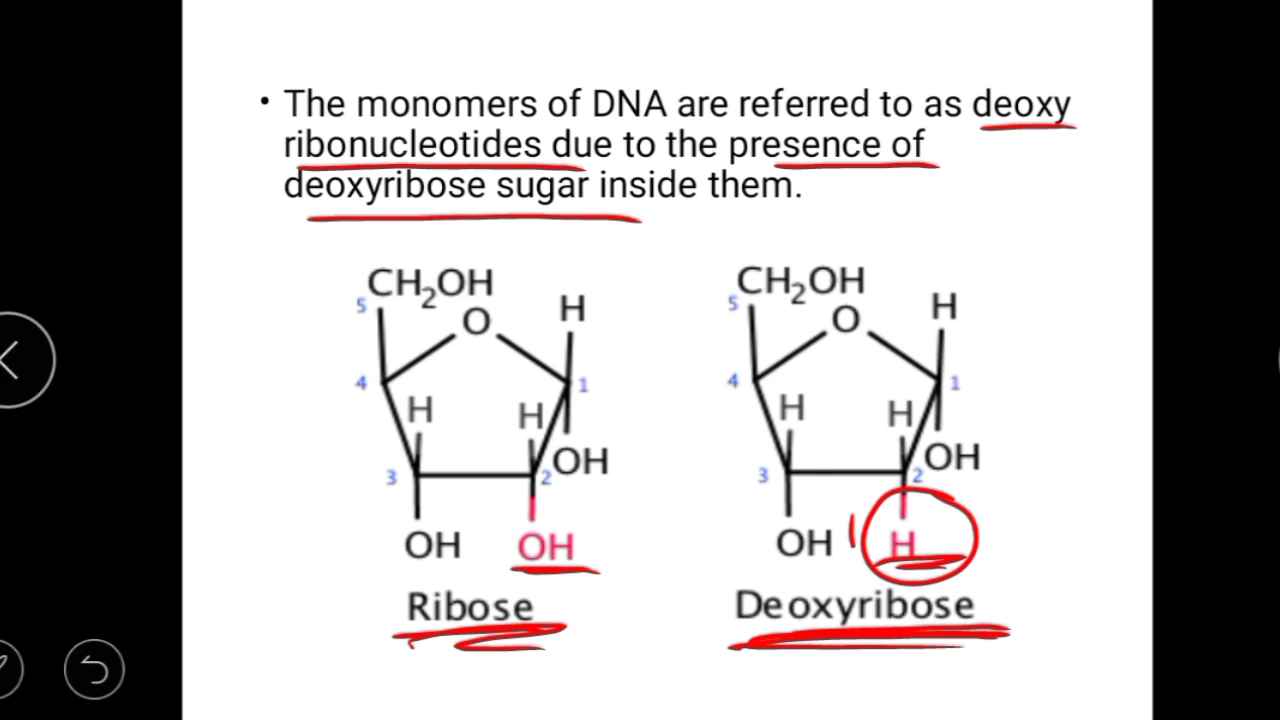 • The monomers of DNA are referred to as deoxy
ribonucleotides due to the presence of
deoxyribose sugar inside them.
CH₂OH CH₂OH
5 O H 5 O H
4 1 4 1
H H H H
3 2 OH 3 2 OH
OH OH OH H
Ribose Deoxyribose